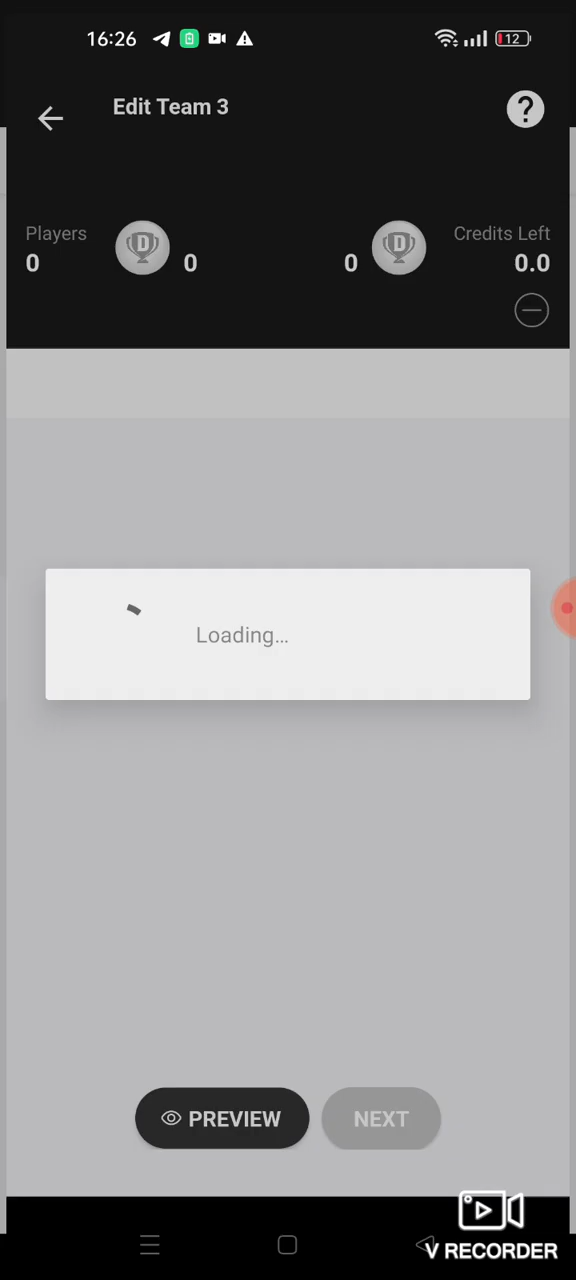 16:26
12
Edit Team 3
?
Players
Credits Left
0
D
0
0
D
0.0
Loading...
PREVIEW
NEXT
V RECORDER